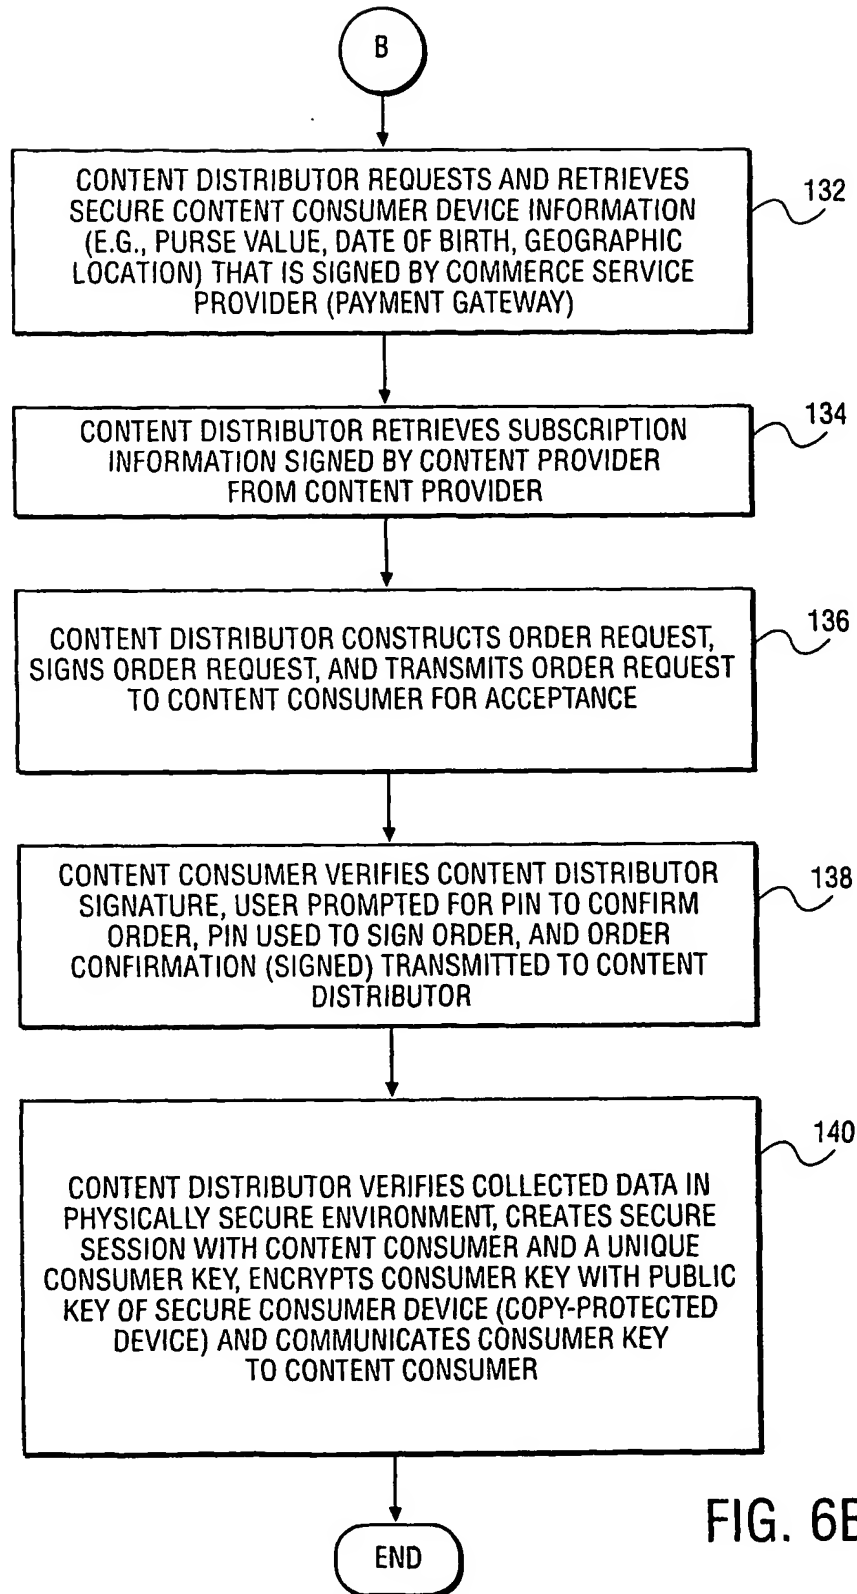 B
CONTENT DISTRIBUTOR REQUESTS AND RETRIEVES
SECURE CONTENT CONSUMER DEVICE INFORMATION
(E.G., PURSE VALUE, DATE OF BIRTH, GEOGRAPHIC
LOCATION) THAT IS SIGNED BY COMMERCE SERVICE
PROVIDER (PAYMENT GATEWAY)
132
CONTENT DISTRIBUTOR RETRIEVES SUBSCRIPTION
INFORMATION SIGNED BY CONTENT PROVIDER
FROM CONTENT PROVIDER
134
CONTENT DISTRIBUTOR CONSTRUCTS ORDER REQUEST,
SIGNS ORDER REQUEST, AND TRANSMITS ORDER REQUEST
TO CONTENT CONSUMER FOR ACCEPTANCE
136
CONTENT CONSUMER VERIFIES CONTENT DISTRIBUTOR
SIGNATURE, USER PROMPTED FOR PIN TO CONFIRM
ORDER, PIN USED TO SIGN ORDER, AND ORDER
CONFIRMATION (SIGNED) TRANSMITTED TO CONTENT
DISTRIBUTOR
138
CONTENT DISTRIBUTOR VERIFIES COLLECTED DATA IN
PHYSICALLY SECURE ENVIRONMENT, CREATES SECURE
SESSION WITH CONTENT CONSUMER AND A UNIQUE
CONSUMER KEY, ENCRYPTS CONSUMER KEY WITH PUBLIC
KEY OF SECURE CONSUMER DEVICE (COPY-PROTECTED
DEVICE) AND COMMUNICATES CONSUMER KEY
TO CONTENT CONSUMER
140
END
FIG. 6B